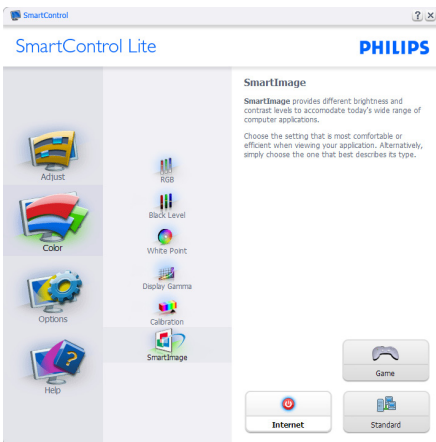 SmartControl
SmartControl Lite
PHILIPS
Adjust
Color
Options
Help
RGB
Black Level
White Point
Display Gamma
Calibration
SmartImage
SmartImage
SmartImage provides different brightness and
contrast levels to accomodate today's wide range of
computer applications.
Choose the setting that is most comfortable or
efficient when viewing your application. Alternatively,
simply choose the one that best describes its type.
Game
Internet
Standard